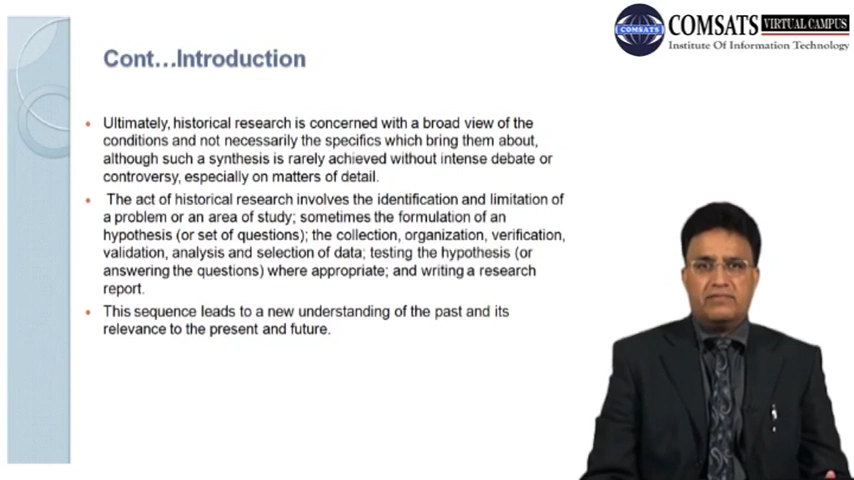 COMSATS VIRTUAL CAMPUS
COMSATS
Institute Of Information Technology
Cont...Introduction
Ultimately, historical research is concerned with a broad view of the
conditions and not necessarily the specifics which bring them about,
although such a synthesis is rarely achieved without intense debate or
controversy, especially on matters of detail.
The act of historical research involves the identification and limitation of
a problem or an area of study; sometimes the formulation of an
hypothesis (or set of questions); the collection, organization, verification,
validation, analysis and selection of data; testing the hypothesis (or
answering the questions) where appropriate; and writing a research
report.
This sequence leads to a new understanding of the past and its
relevance to the present and future.